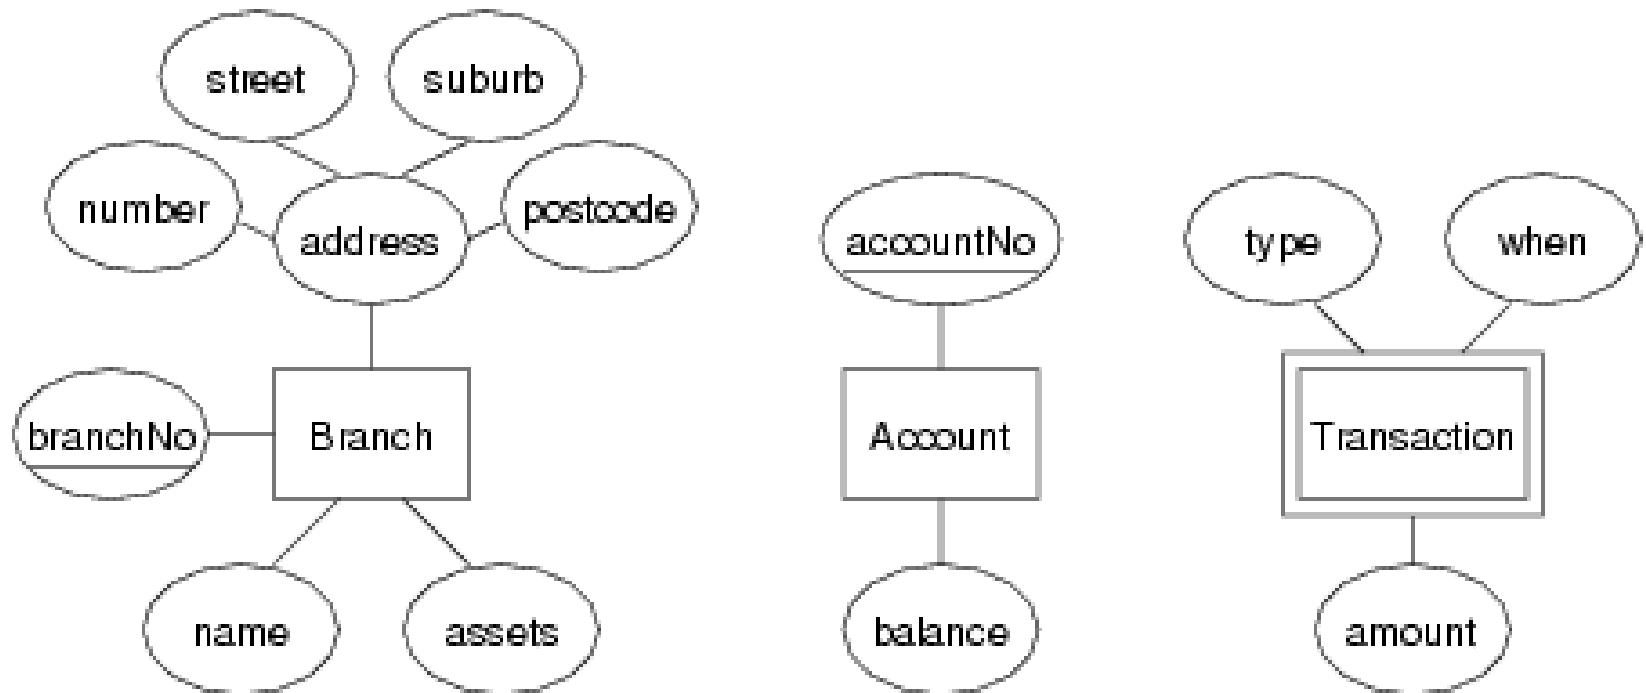 street
suburb
number
address
postcode
accountNo
type
when
branchNo
Branch
Account
Transaction
name
assets
balance
amount